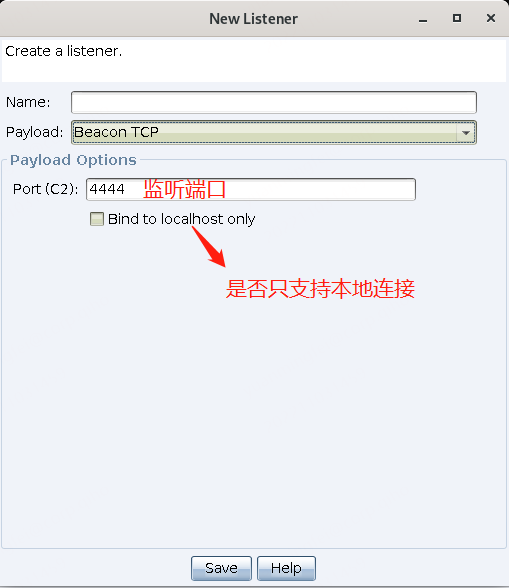 New Listener
Create a listener.
Name:
Payload: Beacon TCP
Payload Options
Port (C2): 4444 监听端口
Bind to localhost only
是否只支持本地连接
Save Help